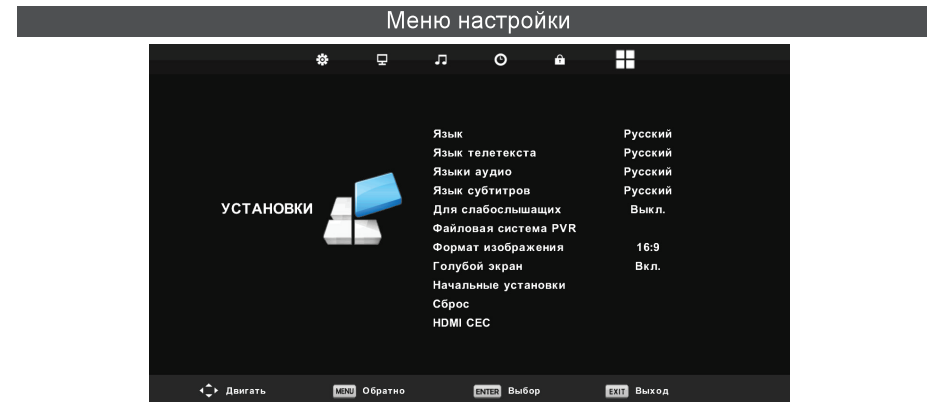 Меню настройки
УСТАНОВКИ
Язык Русский
Язык телетекста Русский
Языки аудио Русский
Язык субтитров Русский
Для слабослышащих Выкл.
Файловая система PVR
Формат изображения 16:9
Голубой экран Вкл.
Начальные установки
Сброс
HDMI CEC
Двигать MENU Обратно ENTER Выбор EXIT Выход